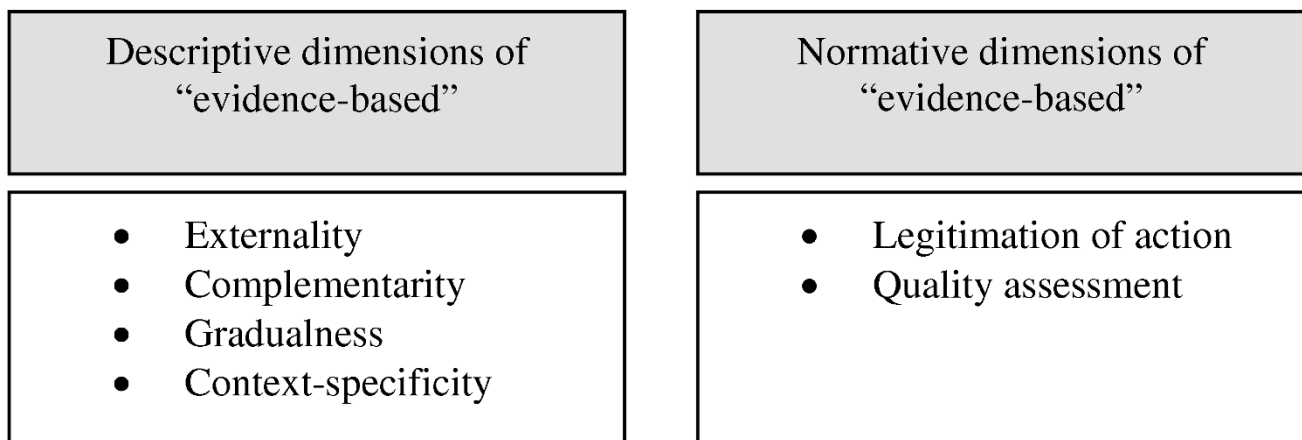 Descriptive dimensions of
“evidence-based”
• Externality
• Complementarity
• Gradualness
• Context-specificity
Normative dimensions of
“evidence-based”
• Legitimation of action
• Quality assessment